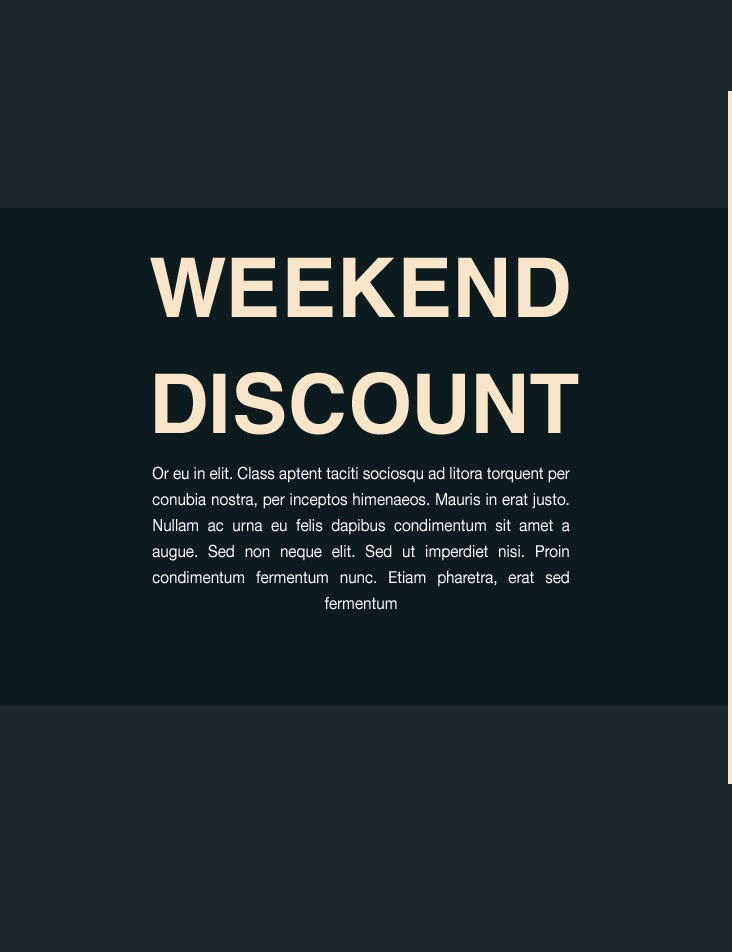 WEEKEND
DISCOUNT
Or eu in elit. Class aptent taciti sociosqu ad litora torquent per
conubia nostra, per inceptos himenaeos. Mauris in erat justo.
Nullam ac urna eu felis dapibus condimentum sit amet a
augue. Sed non neque elit. Sed ut imperdiet nisi. Proin
condimentum fermentum nunc. Etiam pharetra, erat sed
fermentum